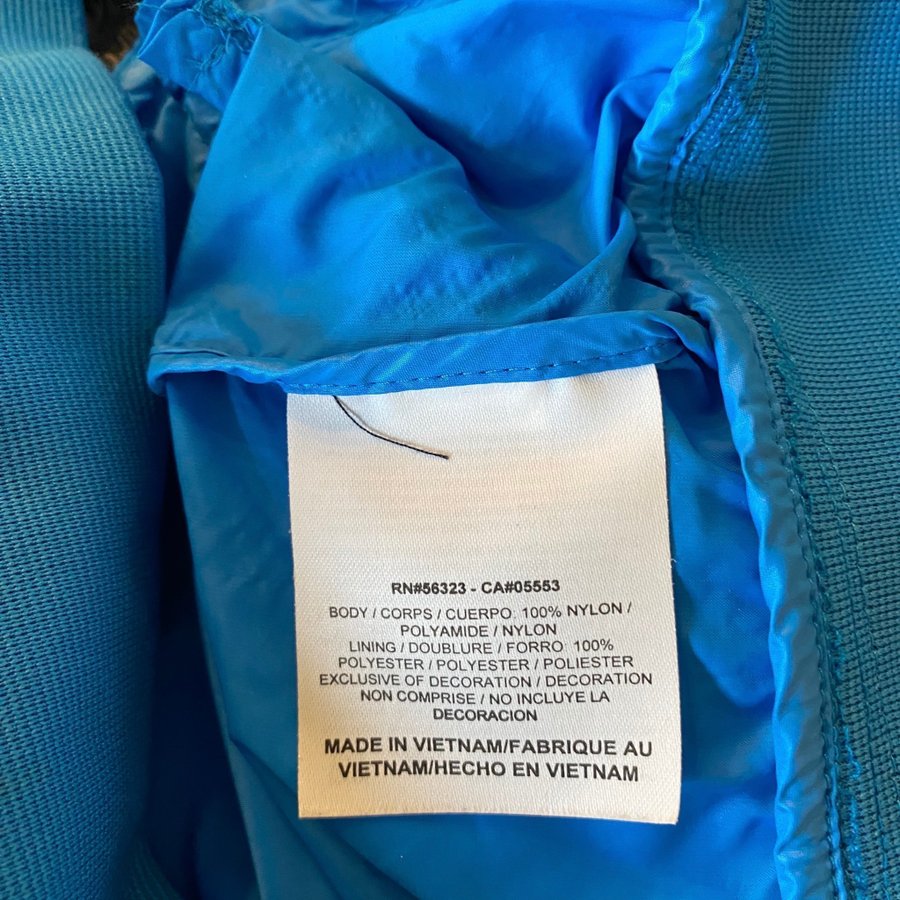 RN#56323 - CA#05553
BODY / CORPS / CUERPO: 100% NYLON /
POLYAMIDE / NYLON
LINING / DOUBLURE / FORRO: 100%
POLYESTER / POLYESTER / POLIESTER
EXCLUSIVE OF DECORATION / DECORATION
NON COMPRISE / NO INCLUYE LA
DECORACION
MADE IN VIETNAM/FABRIQUE AU
VIETNAM/HECHO EN VIETNAM